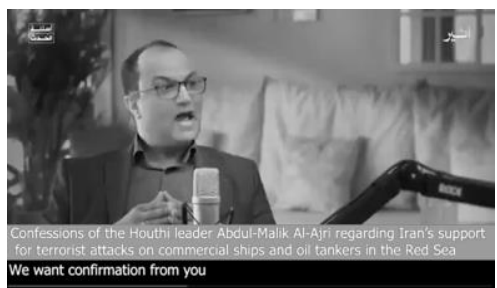 أثير
Confessions of the Houthi leader Abdul-Malik Al-Ajri regarding Iran's support
for terrorist attacks on commercial ships and oil tankers in the Red Sea
We want confirmation from you